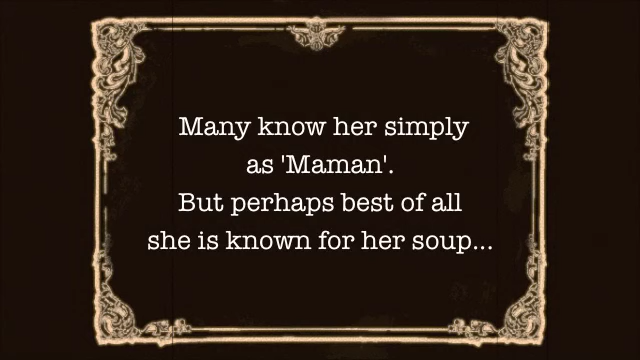 Many know her simply
as 'Maman'.
But perhaps best of all
she is known for her soup...